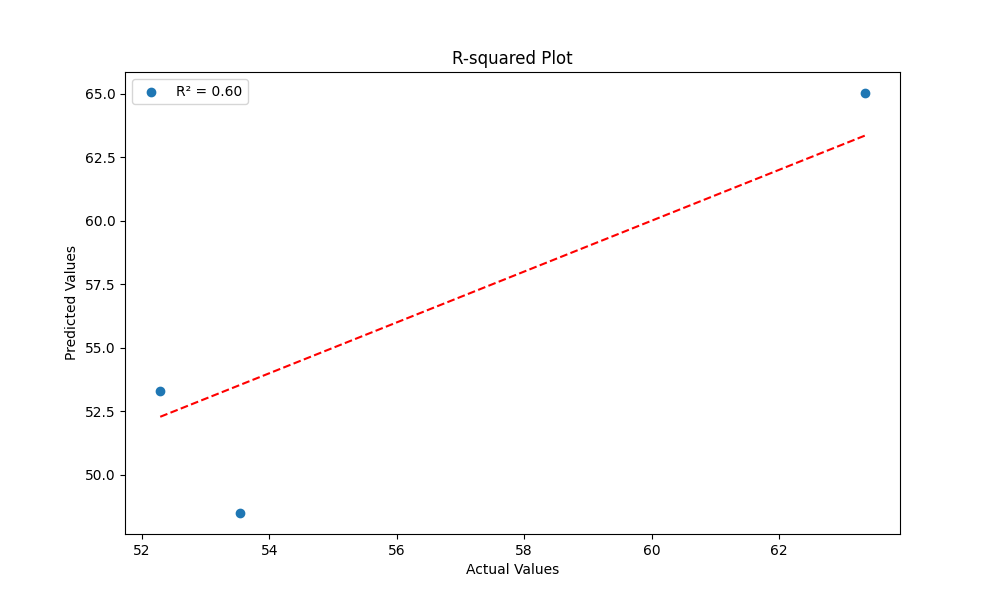 R-squared Plot
R² = 0.60
65.0
62.5
60.0
57.5
55.0
52.5
50.0
Predicted Values
52 54 56 58 60 62
Actual Values